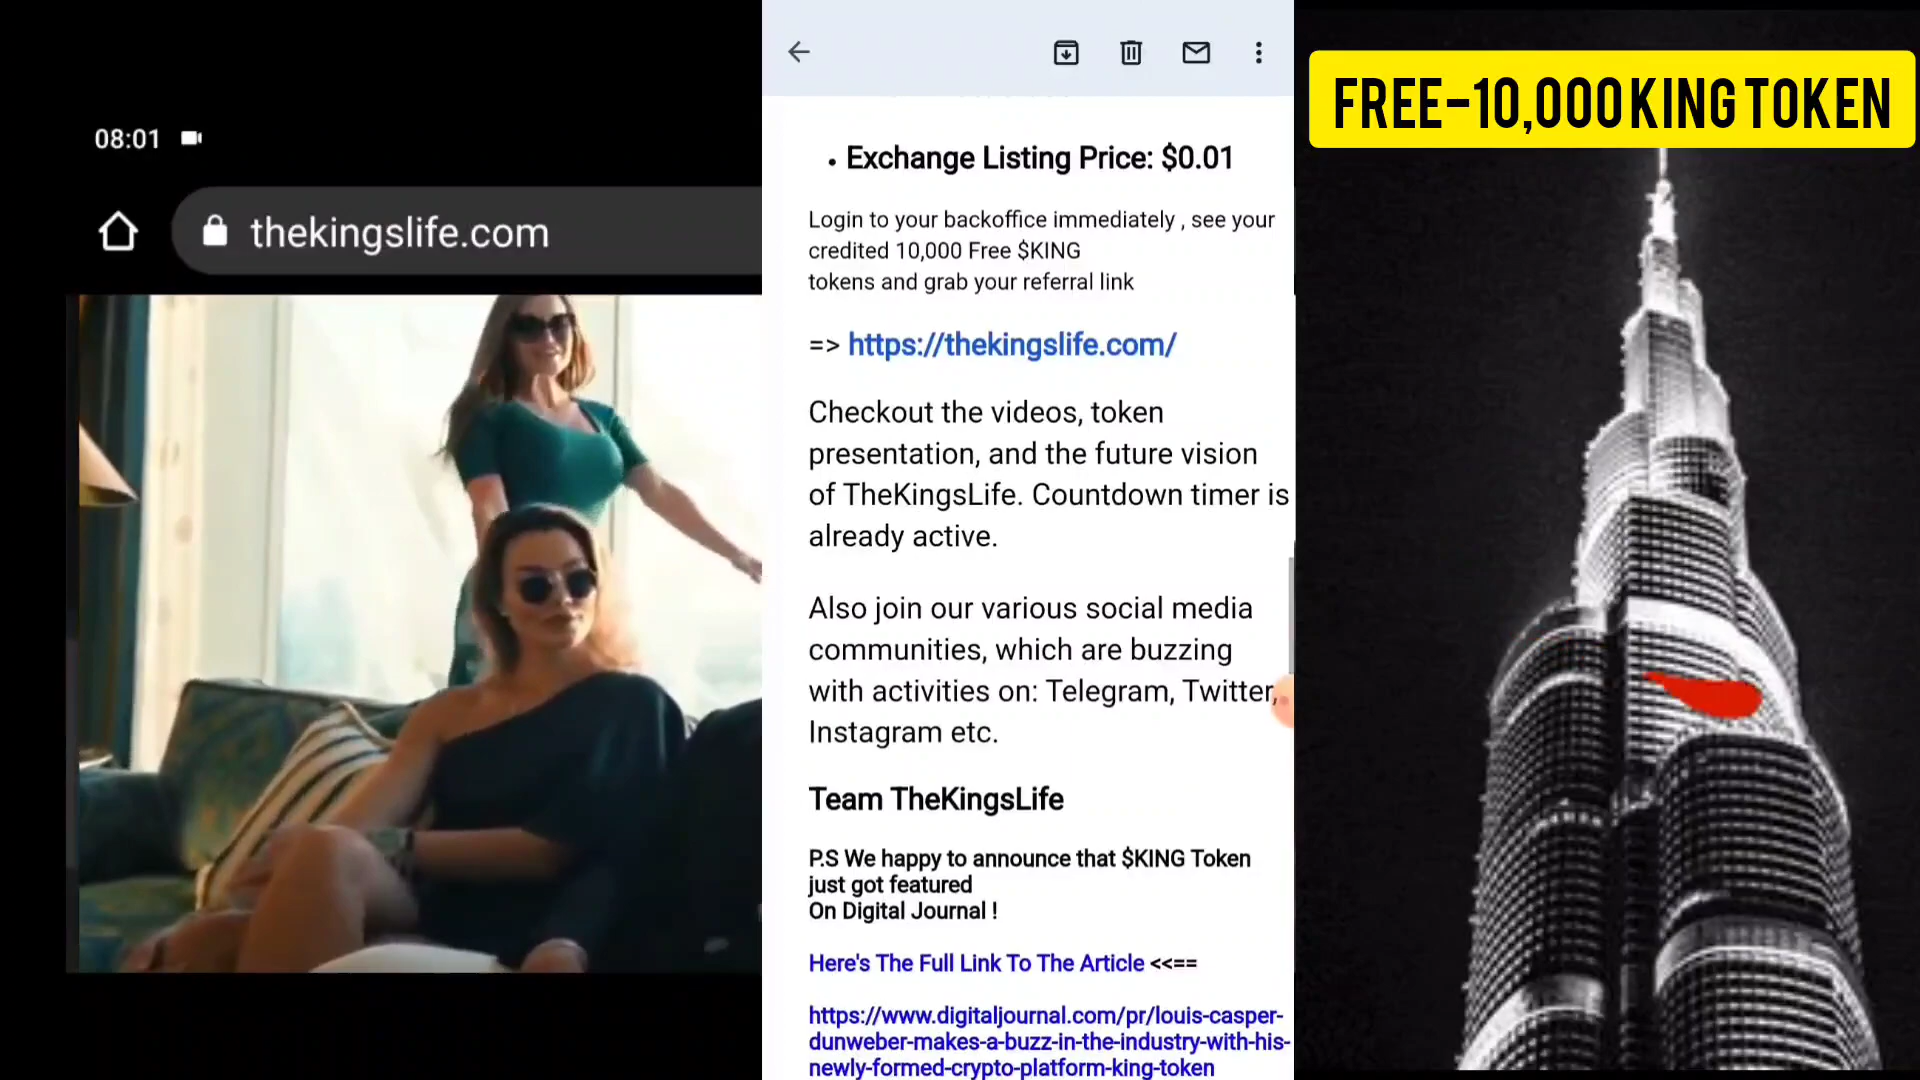 08:01
thekingslife.com
• Exchange Listing Price: $0.01
Login to your backoffice immediately , see your
credited 10,000 Free $KING
tokens and grab your referral link
=> https://thekingslife.com/
Checkout the videos, token
presentation, and the future vision
of TheKingsLife. Countdown timer is
already active.
Also join our various social media
communities, which are buzzing
with activities on: Telegram, Twitter,
Instagram etc.
Team TheKingsLife
P.S We happy to announce that $KING Token
just got featured
On Digital Journal !
Here's The Full Link To The Article <<==
https://www.digitaljournal.com/pr/louis-casper-
dunweber-makes-a-buzz-in-the-industry-with-his-
newly-formed-crypto-platform-king-token
FREE-10,000 KING TOKEN